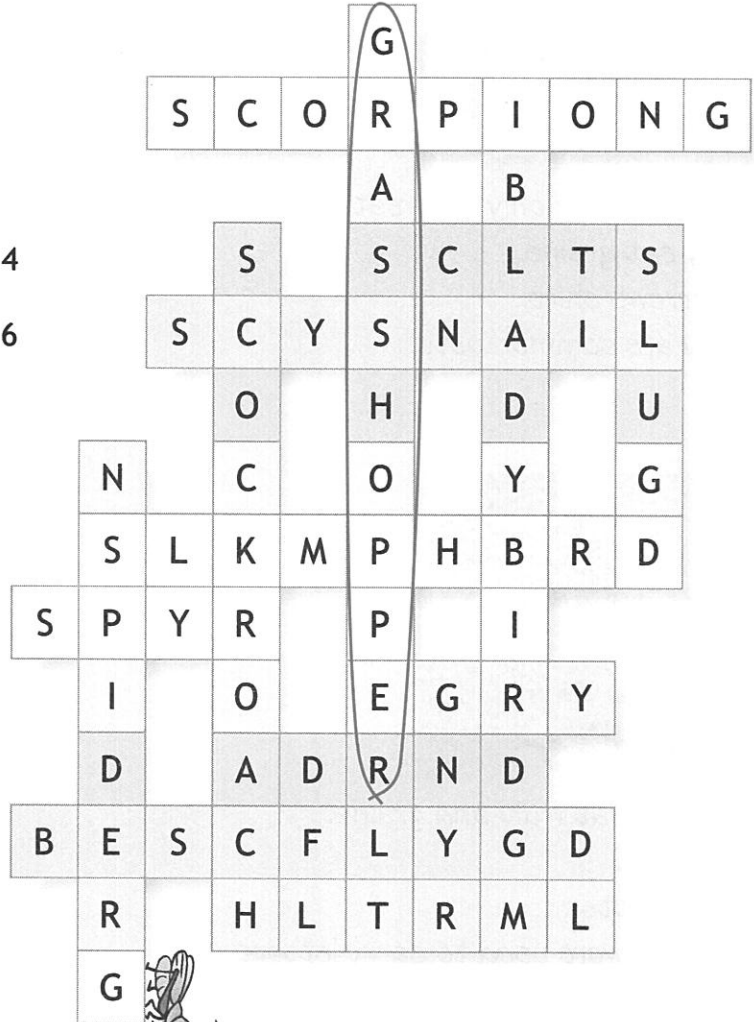 G
S C O R P I O N G
A B
4 S S C L T S
6 S C Y S N A I L
O H D U
N C O Y G
S L K M P H B R D
S P Y R P I
I O E G R Y
D A D R N D
B E S C F L Y G D
R H L T R M L
G